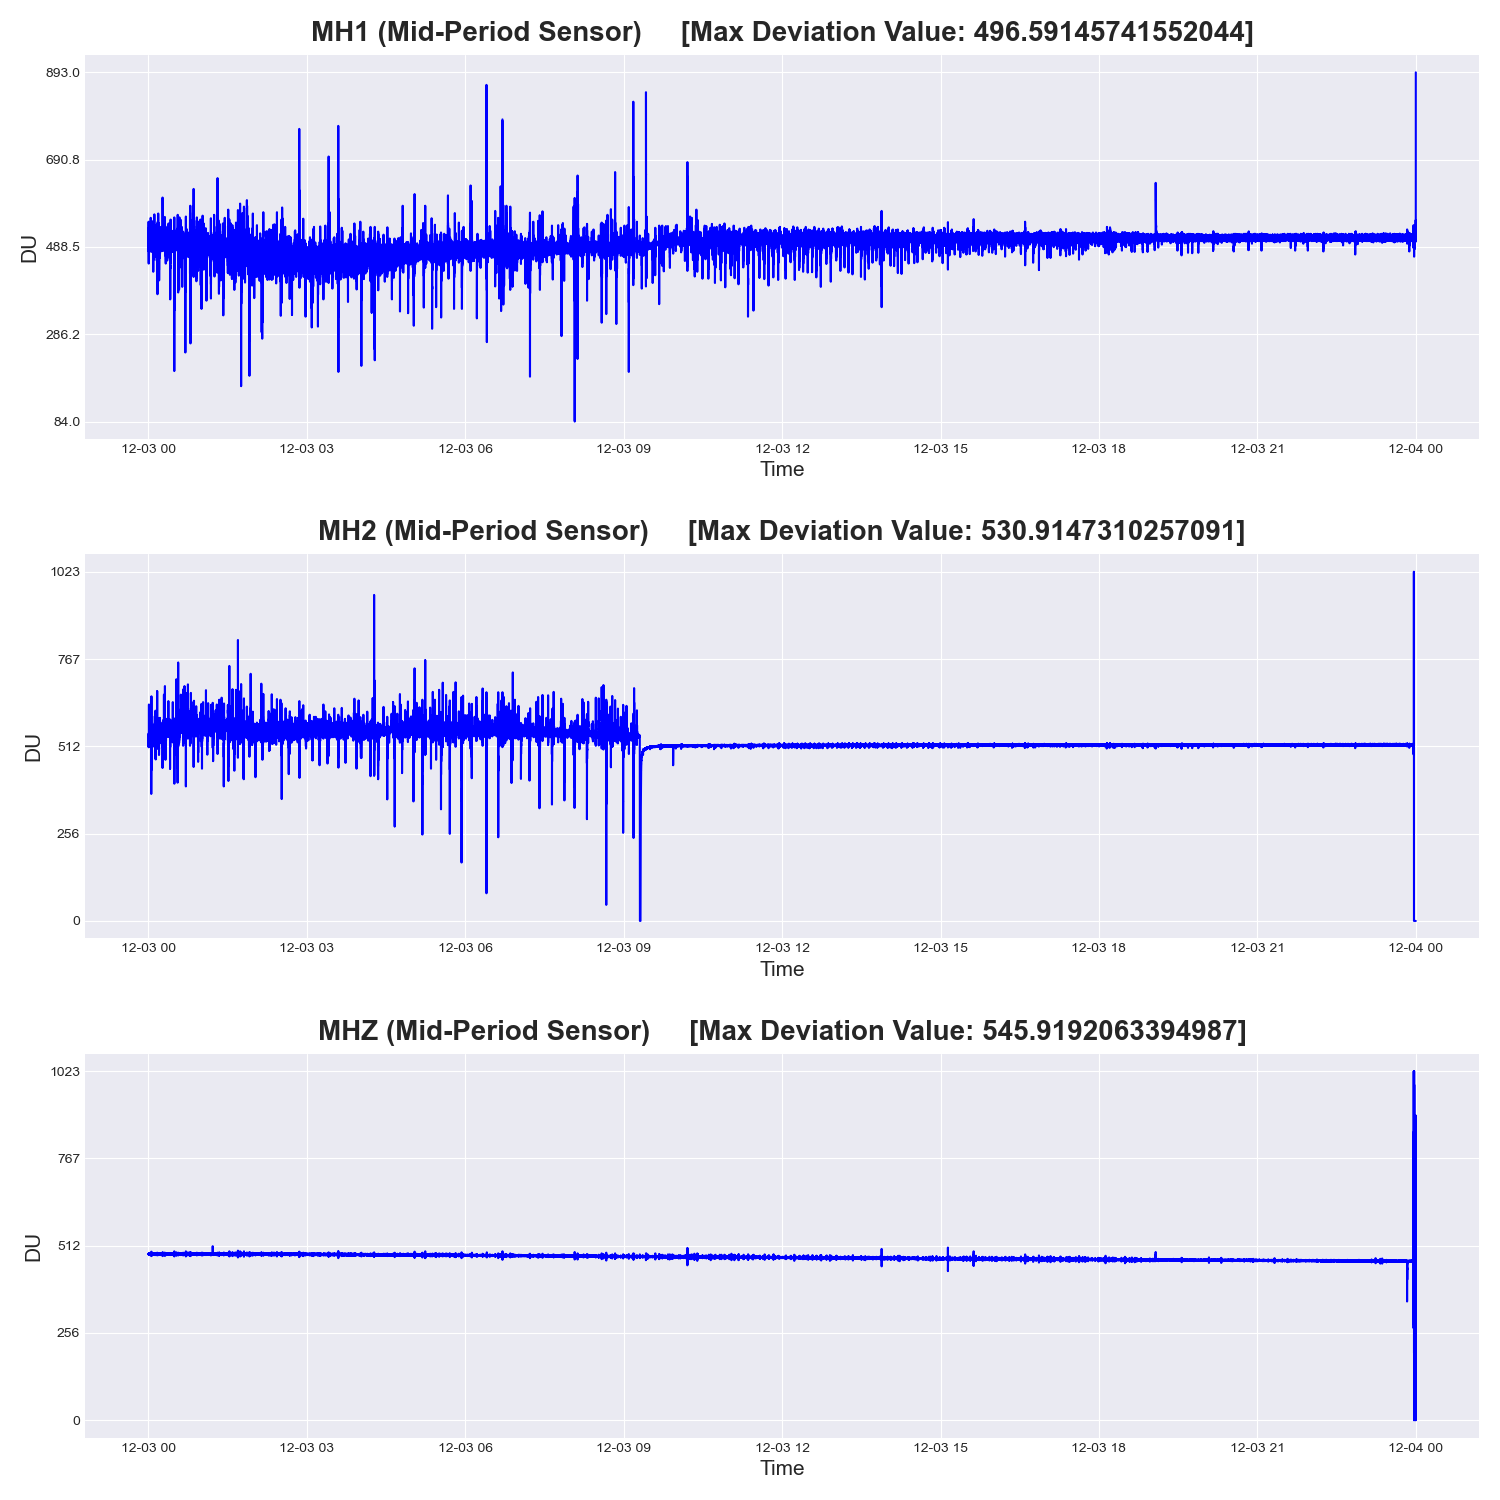 MH1 (Mid-Period Sensor) [Max Deviation Value: 496.59145741552044]
893.0
690.8
488.5
286.2
84.0
DU
12-03 00 12-03 03 12-03 06 12-03 09 12-03 12 12-03 15 12-03 18 12-03 21 12-04 00
Time
MH2 (Mid-Period Sensor) [Max Deviation Value: 530.9147310257091]
1023
767
512
256
0
DU
12-03 00 12-03 03 12-03 06 12-03 09 12-03 12 12-03 15 12-03 18 12-03 21 12-04 00
Time
MHZ (Mid-Period Sensor) [Max Deviation Value: 545.9192063394987]
1023
767
512
256
0
DU
12-03 00 12-03 03 12-03 06 12-03 09 12-03 12 12-03 15 12-03 18 12-03 21 12-04 00
Time